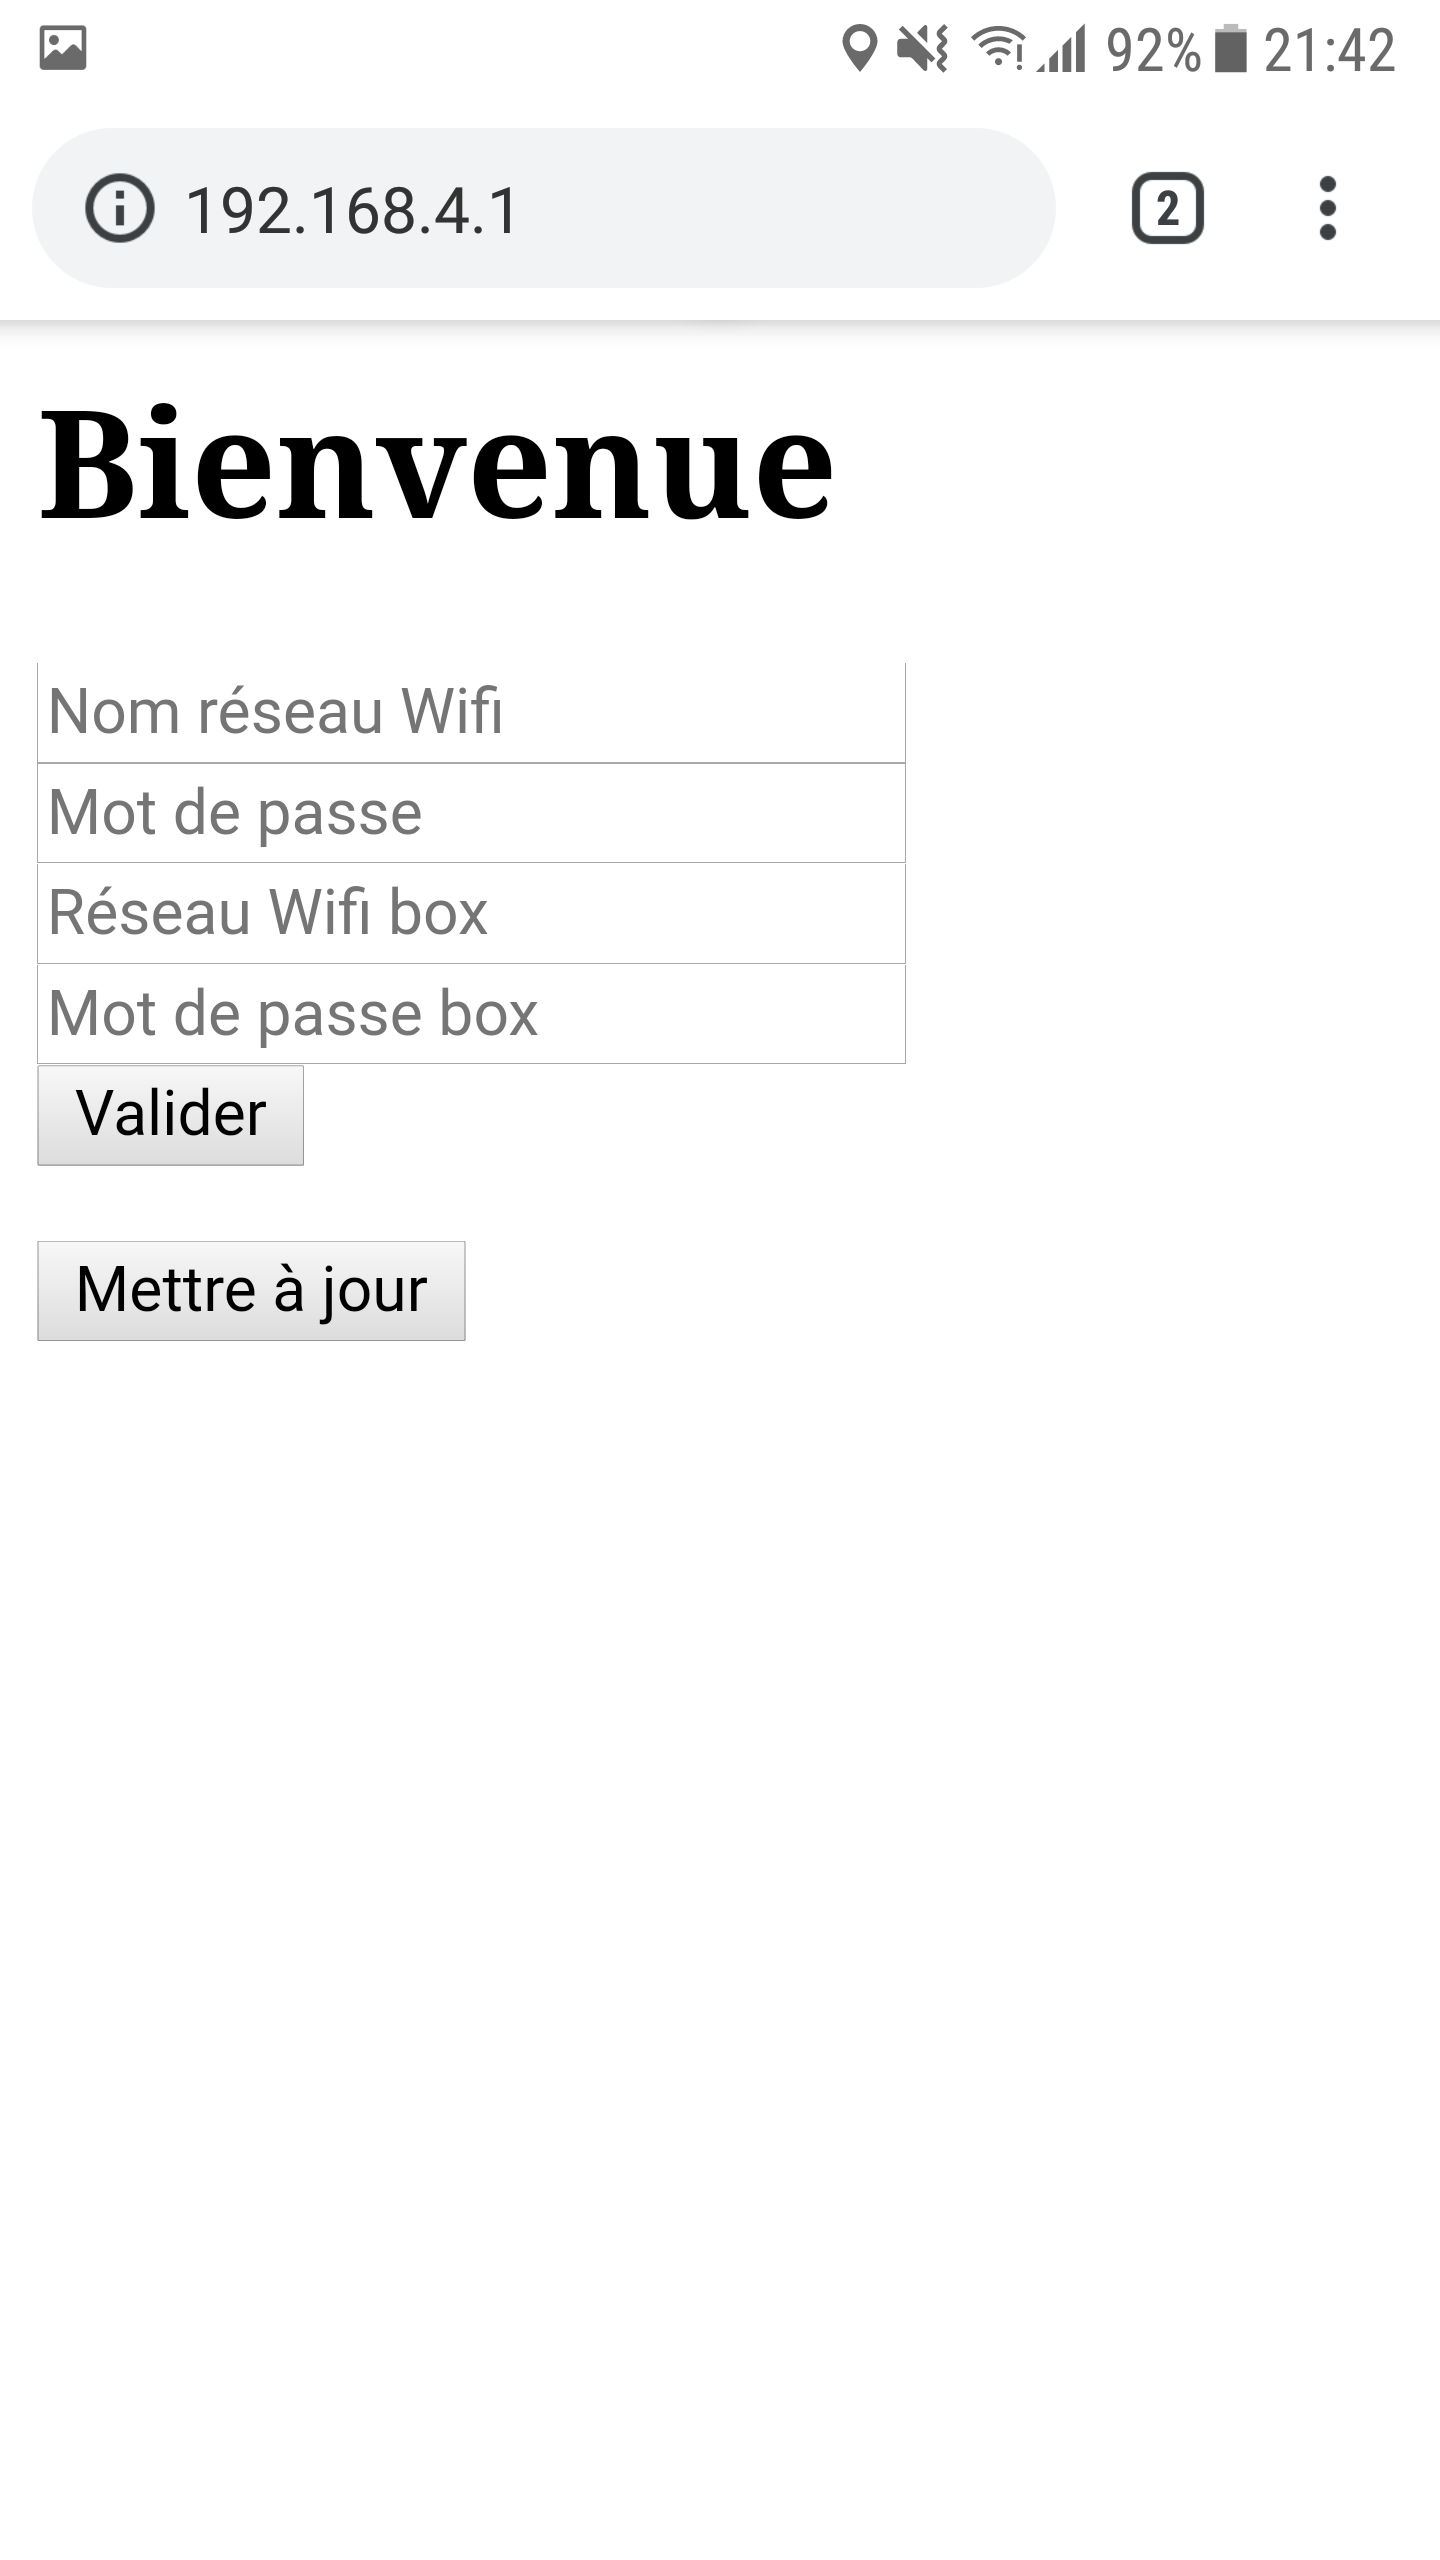 92% 21:42
192.168.4.1 2
Bienvenue
Nom réseau Wifi
Mot de passe
Réseau Wifi box
Mot de passe box
Valider
Mettre à jour